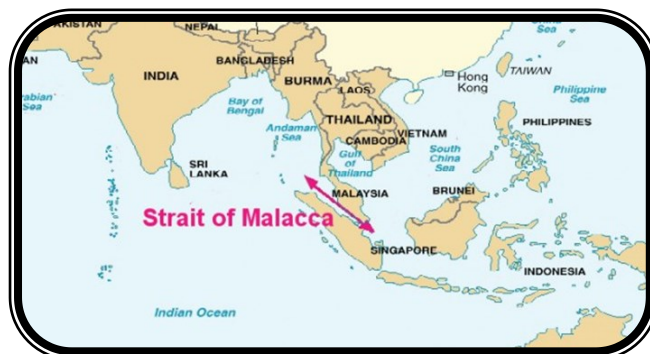 PAKISTAN
NEPAL
China
Sea
INDIA
BANGLADESH
BURMA
Hong
Kong
TAIWAN
LAOS
Arabian
Sea
Bay of
Bengal
THAILAND
Philippine
Sea
Andaman
Sea
VIETNAM
CAMBODIA
PHILIPPINES
SRI
LANKA
Gulf
of
Thailand
South
China
Sea
MALAYSIA
BRUNEI
Strait of Malacca
SINGAPORE
INDONESIA
Indian Ocean